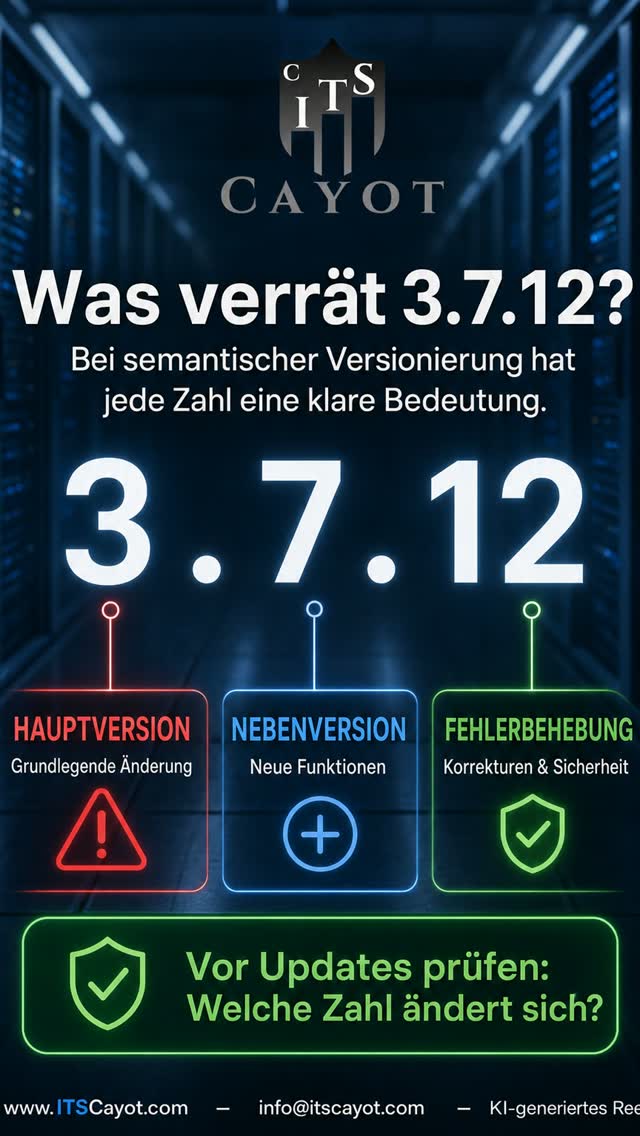 C ITS
CAYOT
Was verrät 3.7.12?
Bei semantischer Versionierung hat
jede Zahl eine klare Bedeutung.
3.7.12
HAUPTVERSION NEBENVERSION FEHLERBEHEBUNG
Grundlegende Änderung Neue Funktionen Korrekturen & Sicherheit
Vor Updates prüfen:
Welche Zahl ändert sich?
www.ITSCayot.com – info@itscayot.com – KI-generiertes